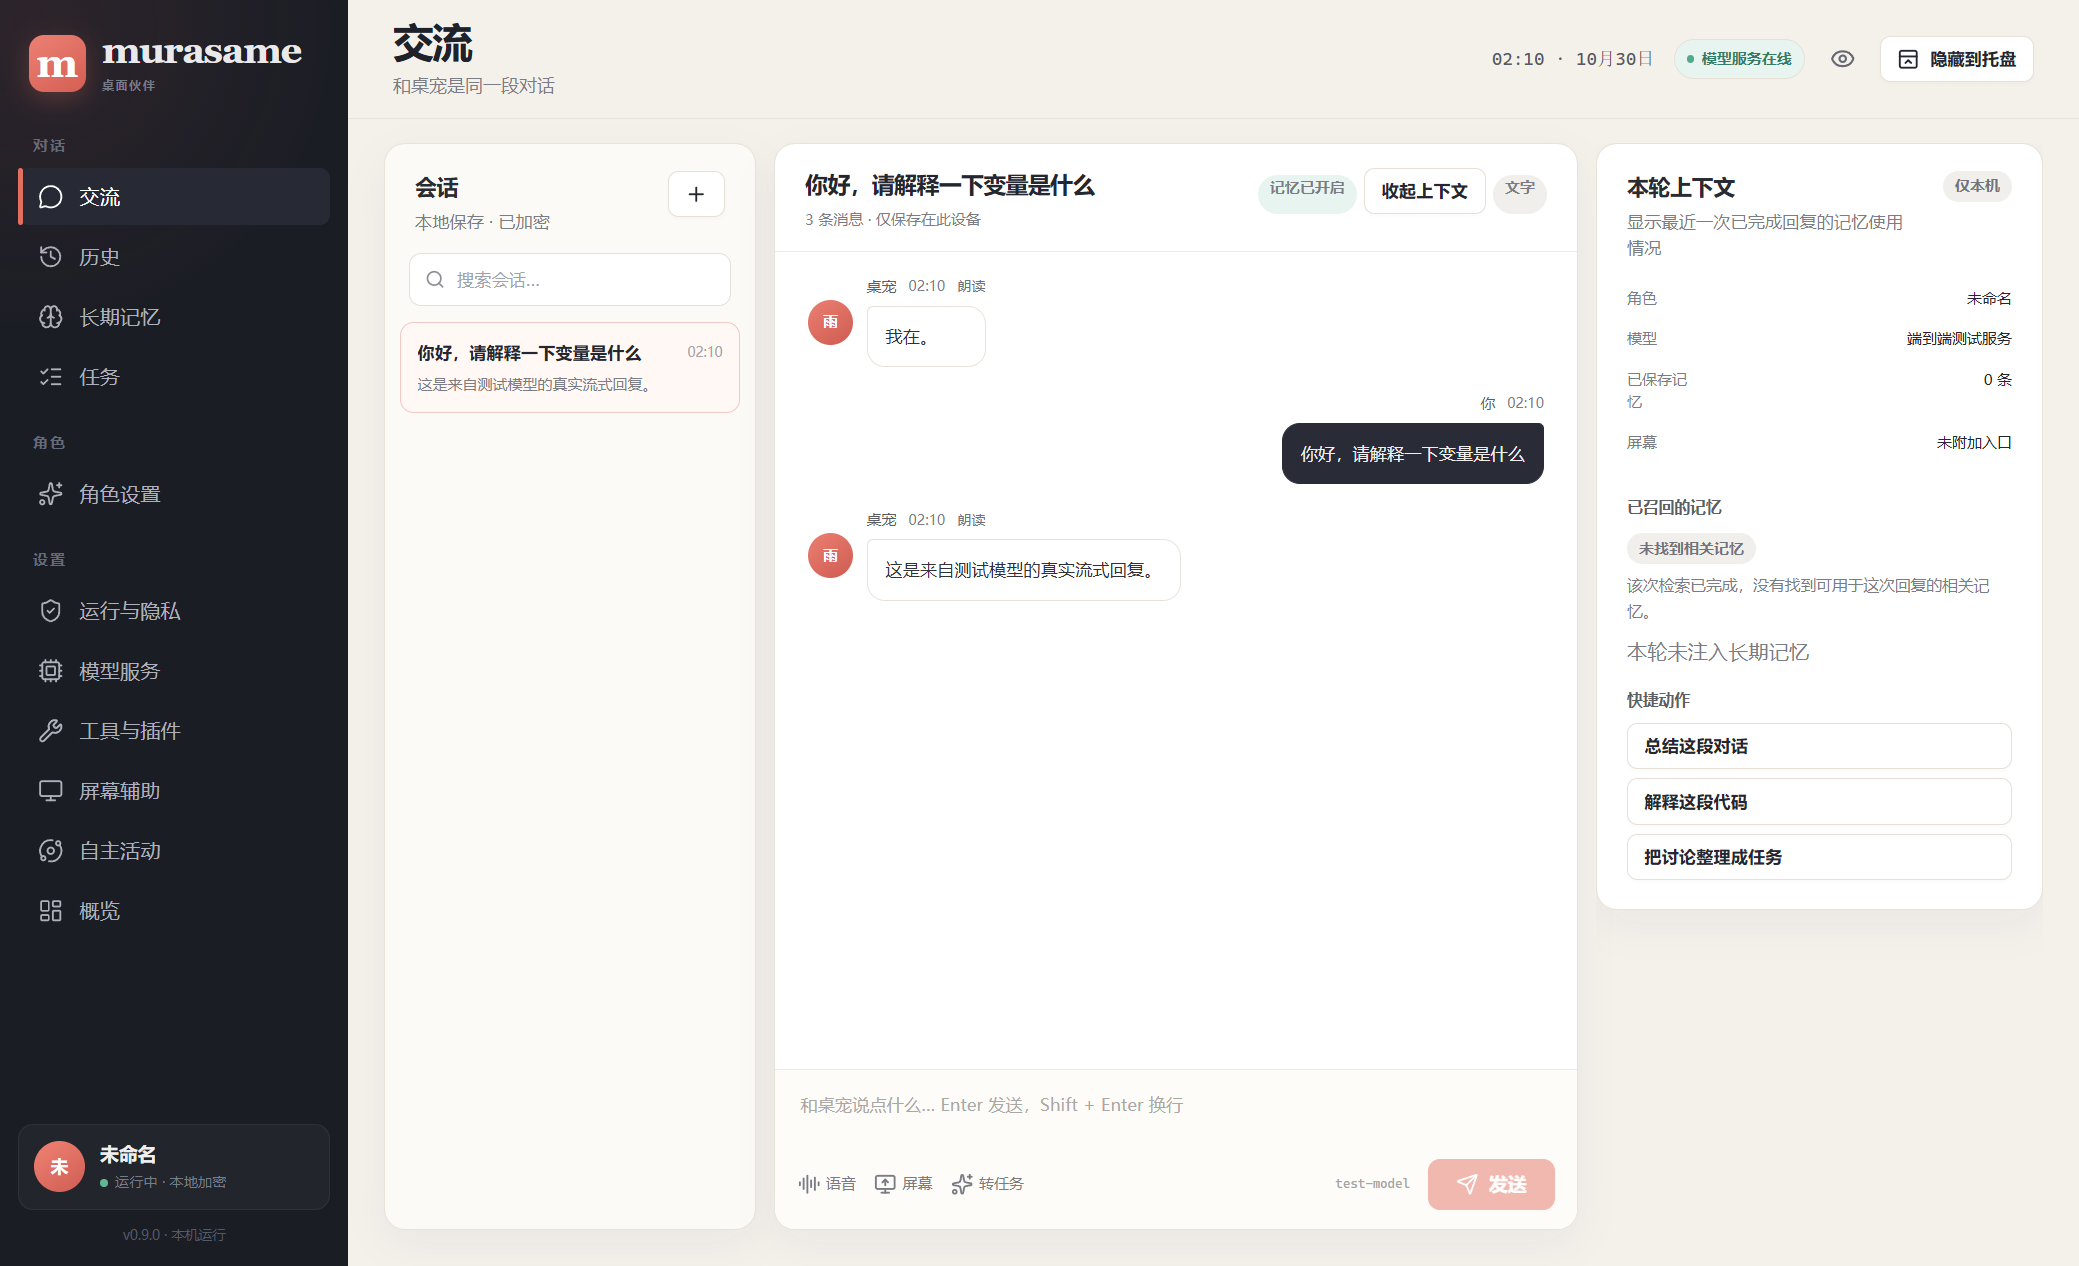 m murasame
桌面伙伴
对话
交流
历史
长期记忆
任务
角色
角色设置
设置
运行与隐私
模型服务
工具与插件
屏幕辅助
自主活动
概览
未 未命名
运行中 · 本地加密
v0.9.0 · 本机运行
交流
和桌宠是同一段对话
02:10 · 10月30日
模型服务在线
隐藏到托盘
会话
本地保存 · 已加密
+
搜索会话...
你好，请解释一下变量是什么 02:10
这是来自测试模型的真实流式回复。
你好，请解释一下变量是什么
3 条消息 · 仅保存在此设备
记忆已开启
收起上下文
文字
桌宠 02:10 朗读
雨
我在。
你 02:10
你好，请解释一下变量是什么
桌宠 02:10 朗读
雨
这是来自测试模型的真实流式回复。
和桌宠说点什么... Enter 发送，Shift + Enter 换行
语音 屏幕 转任务
test-model
发送
本轮上下文
仅本机
显示最近一次已完成回复的记忆使用
情况
角色 未命名
模型 端到端测试服务
已保存记
忆
0 条
屏幕 未附加入口
已召回的记忆
未找到相关记忆
该次检索已完成，没有找到可用于这次回复的相关记
忆。
本轮未注入长期记忆
快捷动作
总结这段对话
解释这段代码
把讨论整理成任务